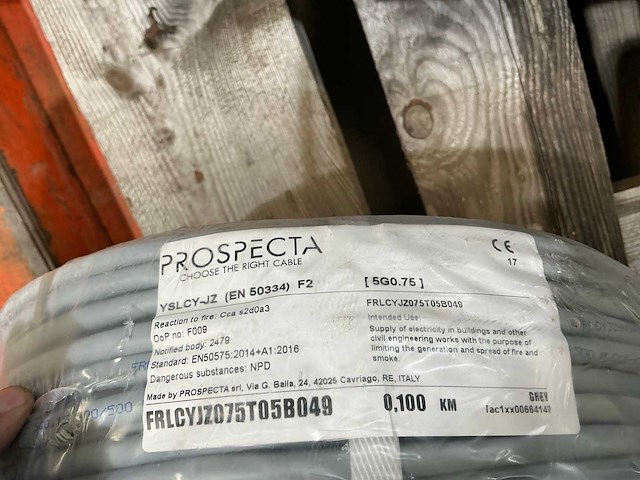 PROSPECTA
CHOOSE THE RIGHT CABLE
CE
17
YSLCY-JZ (EN 50334) F2 [ 5G0.75 ]
Reaction to fire: Cca s2d0a3
DoP no: F009
Notified body: 2479
Standard: EN50575:2014+A1:2016
Dangerous substances: NPD
FRLCYJZ075T05B049
Intended Use:
Supply of electricity in buildings and other
civil engineering works with the purpose of
limiting the generation and spread of fire and
smoke.
Made by PROSPECTA srl, Via G. Balla, 24, 42025 Cavriago, RE, ITALY
FRLCYJZ075T05B049 0,100 KM
GREY
[ac1xx0066414]